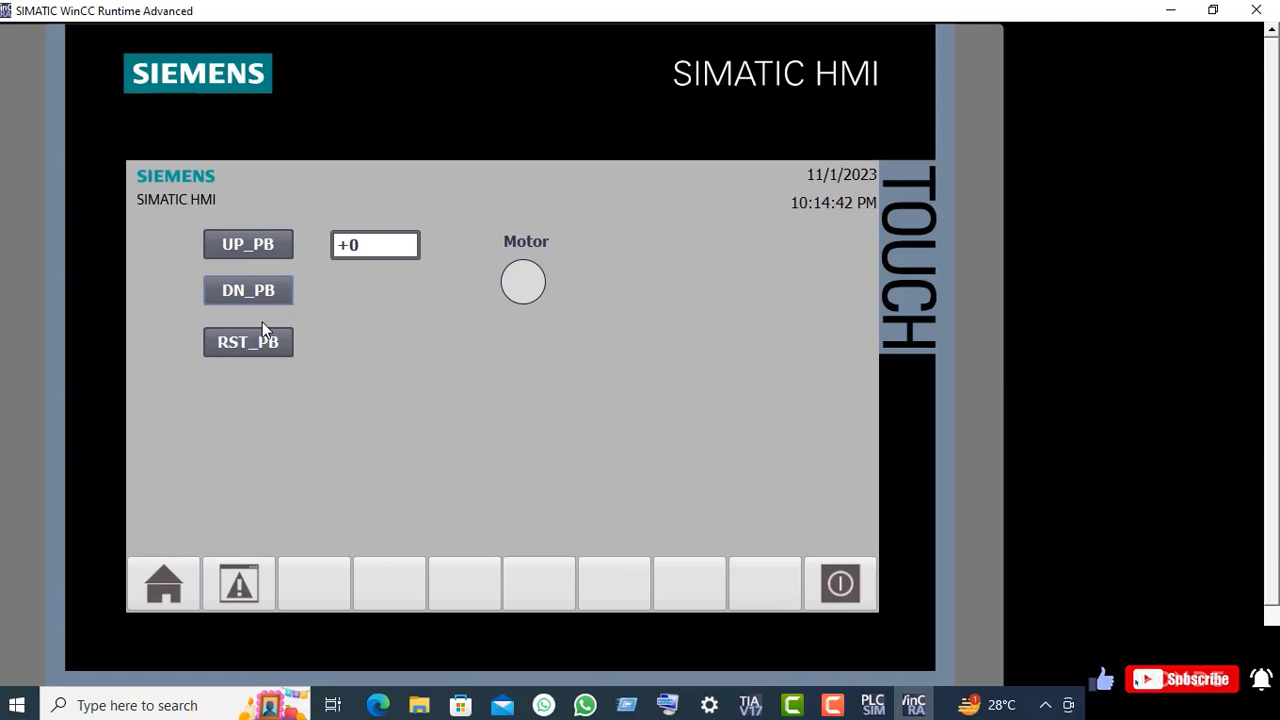 SIMATIC WinCC Runtime Advanced
SIEMENS
SIMATIC HMI
SIEMENS
SIMATIC HMI
11/1/2023
10:14:42 PM
TOUCH
UP_PB
+0
Motor
DN_PB
RST_PB
Subscribe
Type here to search
TIA
V17
PLC
SIM
WinC
RA
28°C